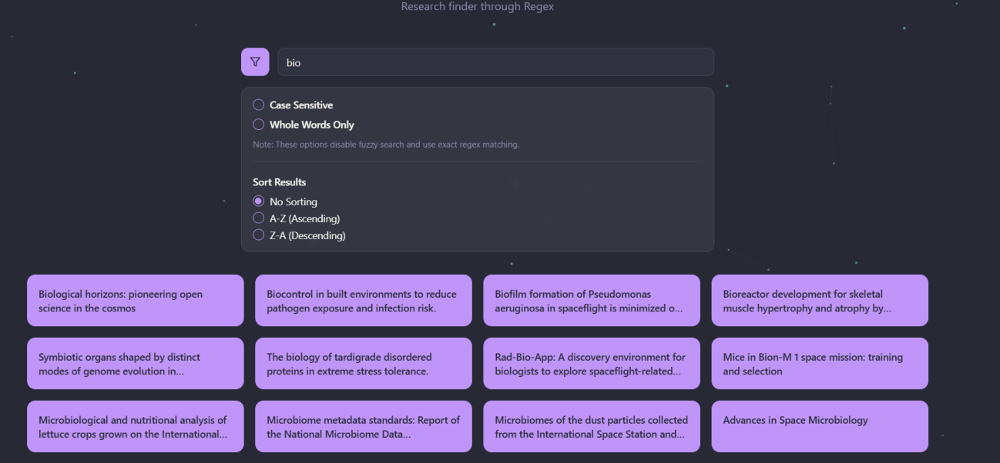 Research finder through Regex
bio
Case Sensitive
Whole Words Only
Note: These options disable fuzzy search and use exact regex matching.
Sort Results
No Sorting
A-Z (Ascending)
Z-A (Descending)
Biological horizons: pioneering open
science in the cosmos
Biocontrol in built environments to reduce
pathogen exposure and infection risk.
Biofilm formation of Pseudomonas
aeruginosa in spaceflight is minimized o...
Bioreactor development for skeletal
muscle hypertrophy and atrophy by...
Symbiotic organs shaped by distinct
modes of genome evolution in...
The biology of tardigrade disordered
proteins in extreme stress tolerance.
Rad-Bio-App: A discovery environment for
biologists to explore spaceflight-related...
Mice in Bion-M 1 space mission: training
and selection
Microbiological and nutritional analysis of
lettuce crops grown on the International...
Microbiome metadata standards: Report of
the National Microbiome Data...
Microbiomes of the dust particles collected
from the International Space Station and...
Advances in Space Microbiology